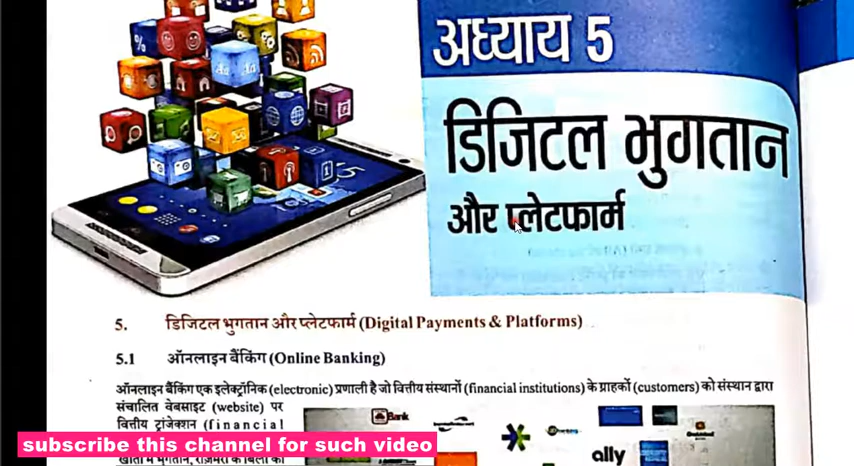 अध्याय 5
डिजिटल भुगतान
और प्लेटफार्म
5. डिजिटल भुगतान और प्लेटफार्म (Digital Payments & Platforms)
5.1 ऑनलाइन बैंकिंग (Online Banking)
ऑनलाइन बैंकिंग एक इलेक्ट्रॉनिक (electronic) प्रणाली है जो वित्तीय संस्थानों (financial institutions) के ग्राहकों (customers) को संस्थान द्वारा
संचालित वेबसाइट (website) पर
वित्तीय ट्रांजेक्शन (financial
Bank
ally
subscribe this channel for such video